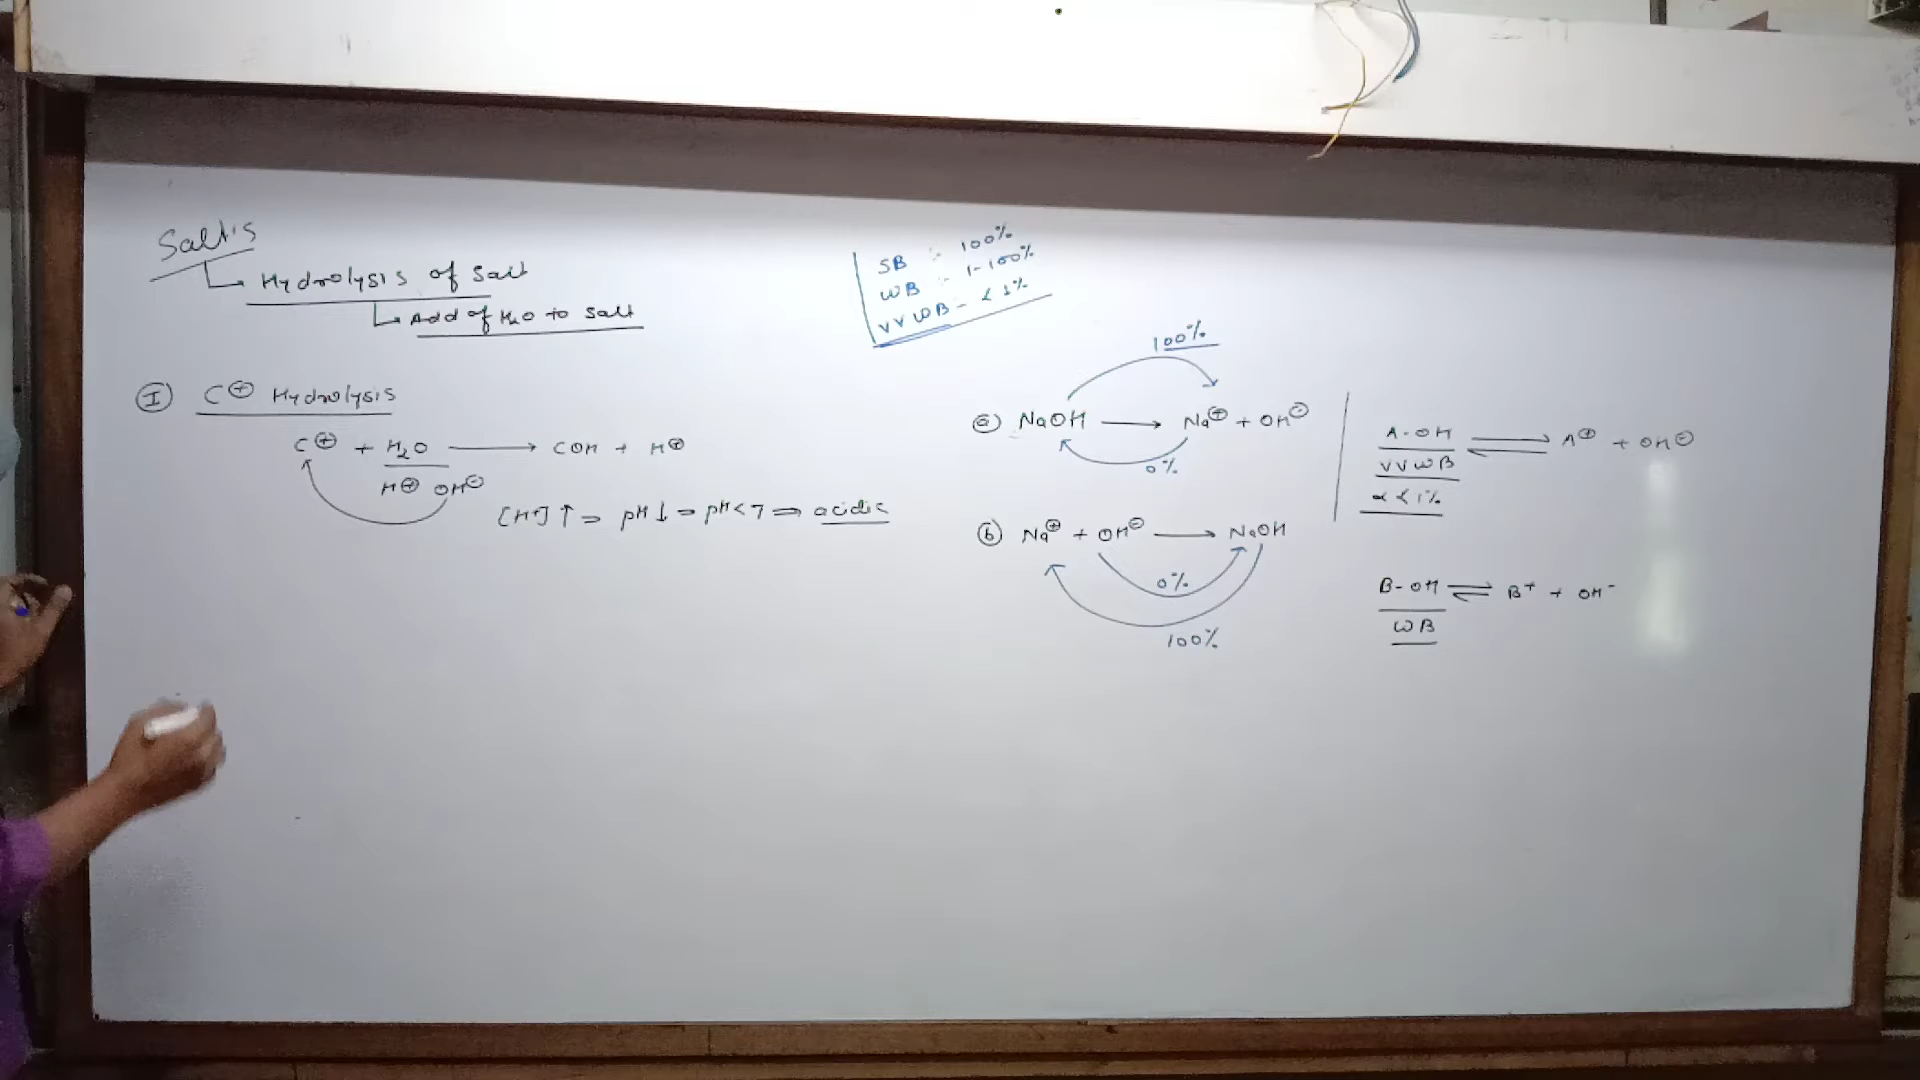 Salt's
Hydrolysis of Salt
Add of H₂O to Salt
SB :- 100%
WB :- 1-100%
VVWB - < 1%
Ⓘ C⊕ Hydrolysis
C⊕ + H₂O ⟶ COH + H⊕
H⊕ OH⊖
[H+] ↑ ⇒ pH ↓ ⇒ pH < 7 ⇒ acidic
100%
ⓐ NaOH ⟶ Na⊕ + OH⊖
0%
ⓑ Na⊕ + OH⊖ ⟶ NaOH
0%
100%
A-OH ⇌ A⊕ + OH⊖
VVWB
α < 1%
B-OH ⇌ B+ + OH-
WB